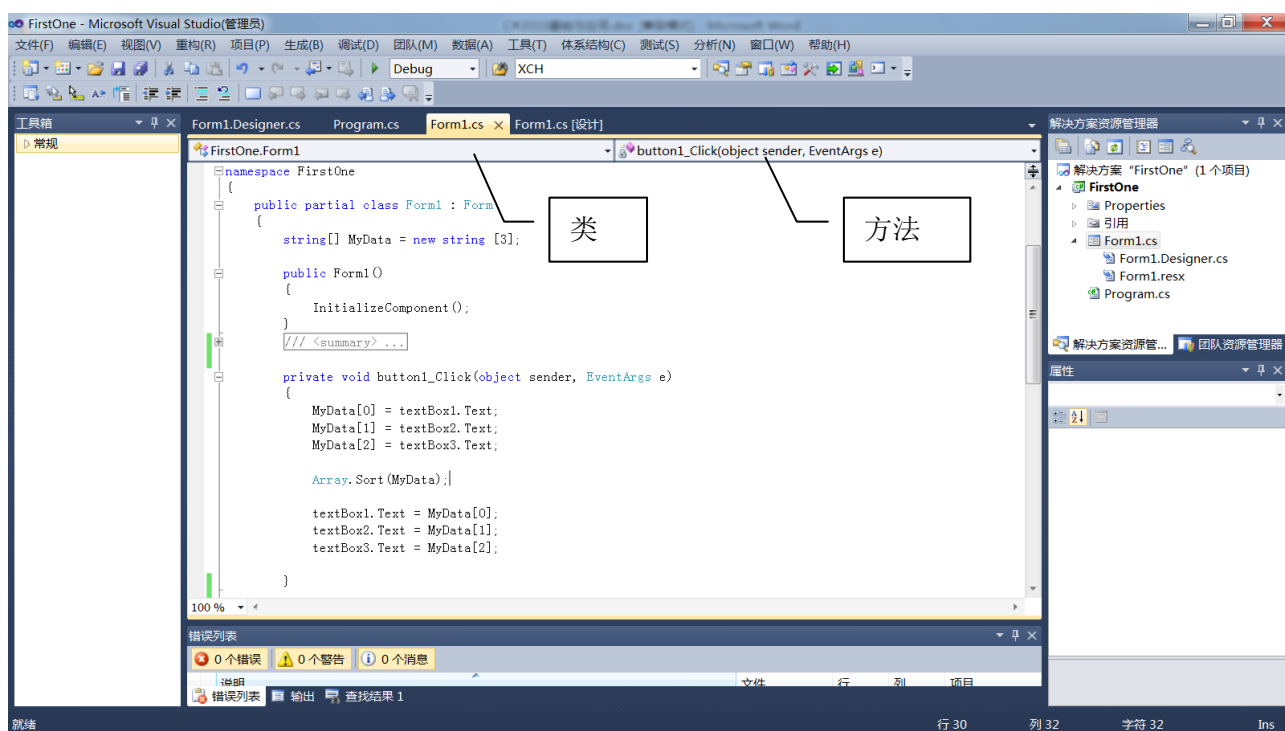 FirstOne - Microsoft Visual Studio(管理员)
文件(F) 编辑(E) 视图(V) 重构(R) 项目(P) 生成(B) 调试(D) 团队(M) 数据(A) 工具(T) 体系结构(C) 测试(S) 分析(N) 窗口(W) 帮助(H)
Debug XCH
工具箱
常规
Form1.Designer.cs Program.cs Form1.cs Form1.cs [设计]
FirstOne.Form1 button1_Click(object sender, EventArgs e)
类
方法
namespace FirstOne
{
public partial class Form1 : Form
{
string[] MyData = new string [3];
public Form1()
{
InitializeComponent();
}
/// <summary> ...
private void button1_Click(object sender, EventArgs e)
{
MyData[0] = textBox1.Text;
MyData[1] = textBox2.Text;
MyData[2] = textBox3.Text;
Array.Sort(MyData);
textBox1.Text = MyData[0];
textBox2.Text = MyData[1];
textBox3.Text = MyData[2];
}
100 %
错误列表
0 个错误 0 个警告 0 个消息
说明 文件 行 列 项目
错误列表 输出 查找结果 1
解决方案资源管理器
解决方案 "FirstOne" (1 个项目)
FirstOne
Properties
引用
Form1.cs
Form1.Designer.cs
Form1.resx
Program.cs
解决方案资源管... 团队资源管理器
属性
就绪 行 30 列 32 字符 32 Ins